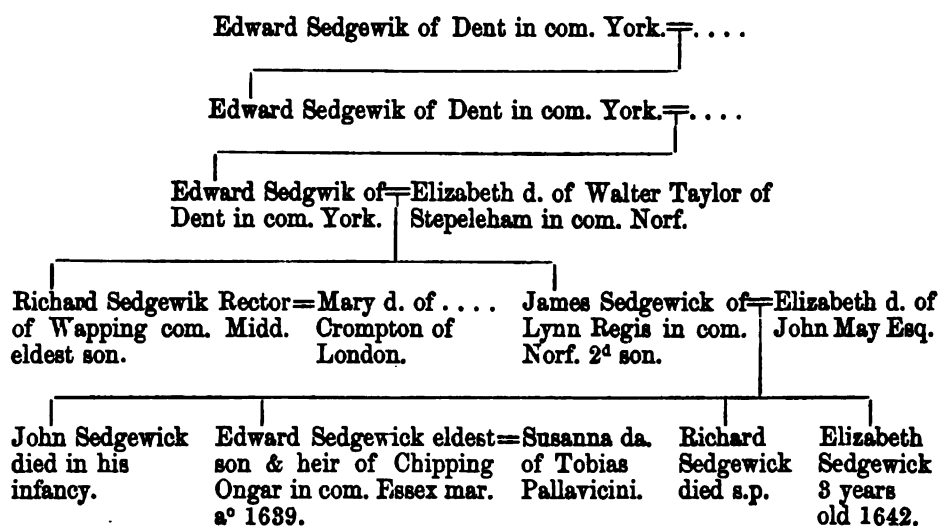 Edward Sedgewik of Dent in com. York.=....
Edward Sedgewik of Dent in com. York.=....
Edward Sedgwik of=Elizabeth d. of Walter Taylor of
Dent in com. York. Stepeleham in com. Norf.
Richard Sedgewik Rector=Mary d. of ....
of Wapping com. Midd. Crompton of
eldest son. London.
James Sedgewick of=Elizabeth d. of
Lynn Regis in com. John May Esq.
Norf. 2d son.
John Sedgewick
died in his
infancy.
Edward Sedgewick eldest=Susanna da.
son & heir of Chipping of Tobias
Ongar in com. Essex mar. Pallavicini.
a° 1639.
Richard
Sedgewick
died s.p.
Elizabeth
Sedgewick
3 years
old 1642.